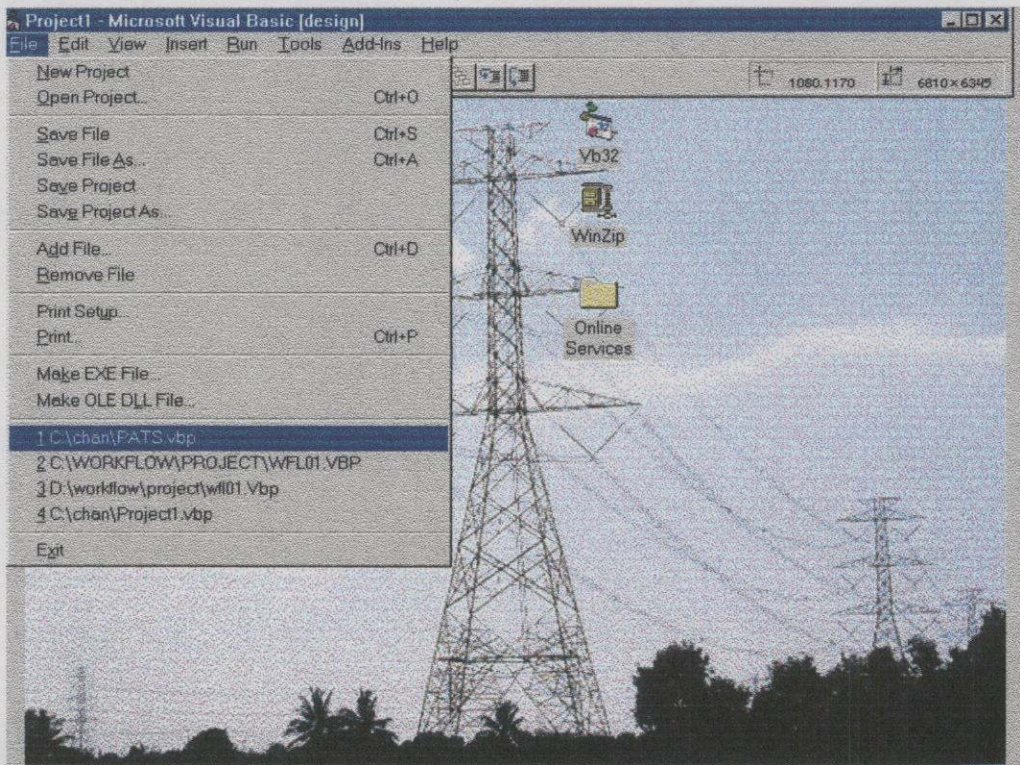 Project1 - Microsoft Visual Basic [design]
File Edit View Insert Run Tools Add-Ins Help
1080,1170 6810×6345
New Project
Open Project... Ctrl+O
Save File Ctrl+S
Save File As... Ctrl+A
Save Project
Save Project As...
Add File... Ctrl+D
Remove File
Print Setup...
Print... Ctrl+P
Make EXE File...
Make OLE DLL File...
1 C:\chan\PATS.vbp
2 C:\WORKFLOW\PROJECT\WFL01.VBP
3 D:\workflow\project\wfl01.Vbp
4 C:\chan\Project1.vbp
Exit
Vb32
WinZip
Online
Services